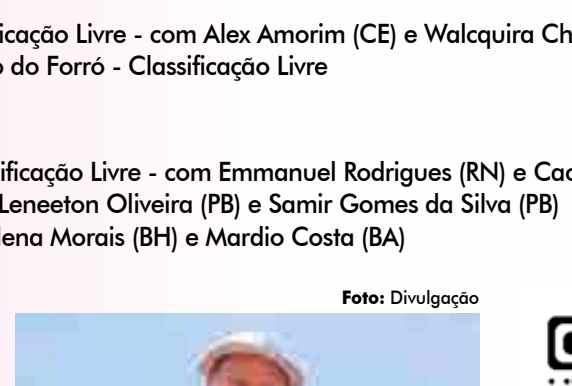 icação Livre - com Alex Amorim (CE) e Walcquira Ch
o do Forró - Classificação Livre
ificação Livre - com Emmanuel Rodrigues (RN) e Cac
Leneeton Oliveira (PB) e Samir Gomes da Silva (PB)
lena Morais (BH) e Mardio Costa (BA)
Foto: Divulgação